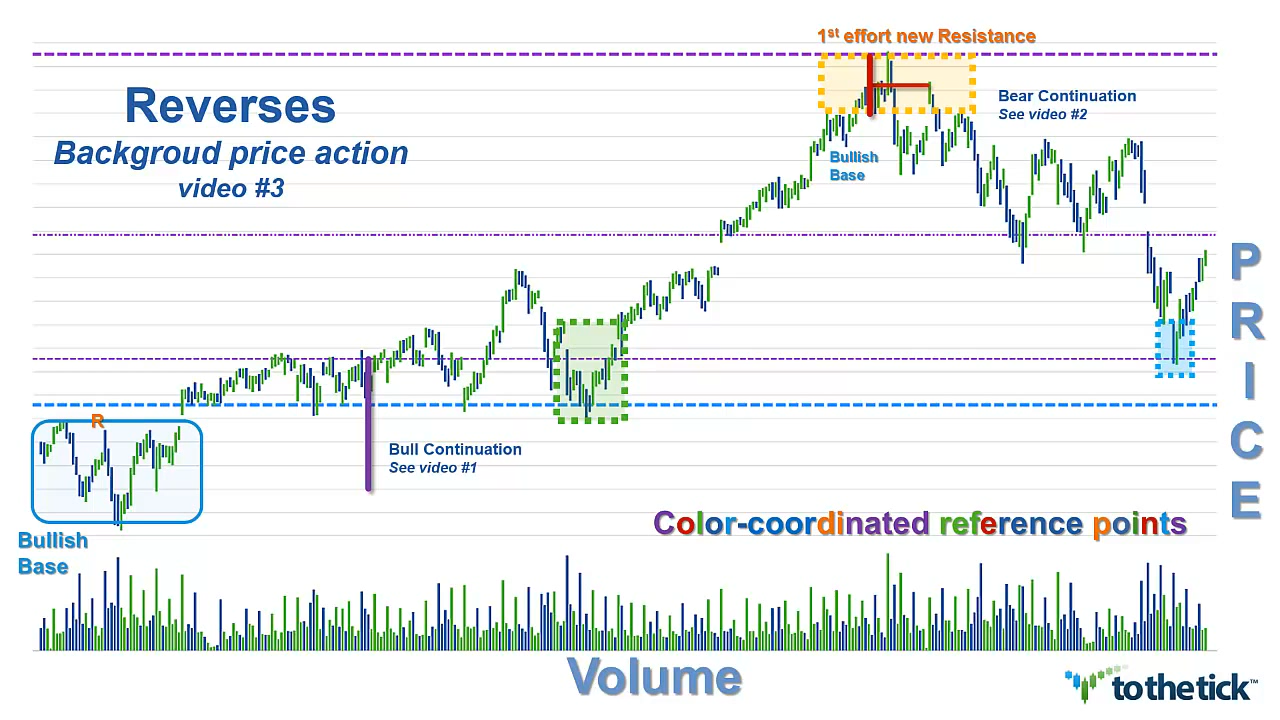 1st effort new Resistance
Reverses
Backgroud price action
video #3
Bear Continuation
See video #2
Bullish
Base
PRICE
R
Bull Continuation
See video #1
Color-coordinated reference points
Bullish
Base
Volume
tothetick™